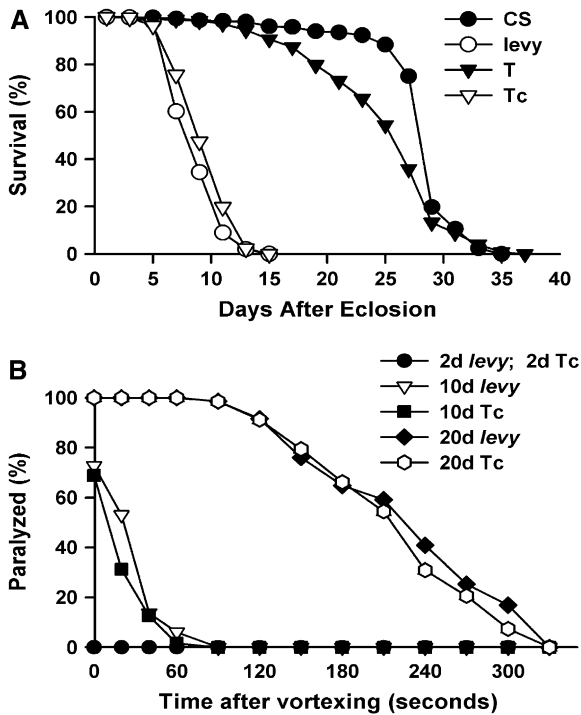 A
CS
levy
T
Tc
Survival (%)
100
80
60
40
20
0
0 5 10 15 20 25 30 35 40
Days After Eclosion
B
2d levy; 2d Tc
10d levy
10d Tc
20d levy
20d Tc
Paralyzed (%)
100
80
60
40
20
0
0 60 120 180 240 300
Time after vortexing (seconds)